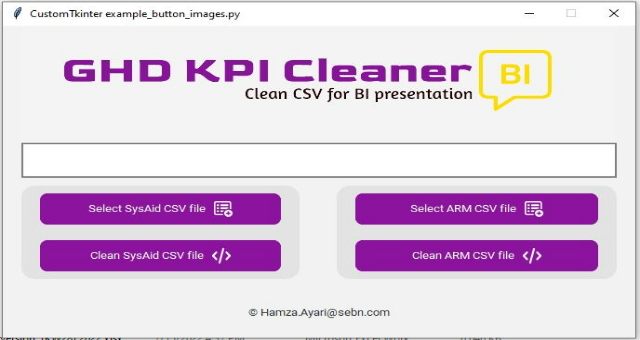 CustomTkinter example_button_images.py
GHD KPI Cleaner
BI
Clean CSV for BI presentation
Select SysAid CSV file
Select ARM CSV file
Clean SysAid CSV file
Clean ARM CSV file
© Hamza.Ayari@sebn.com